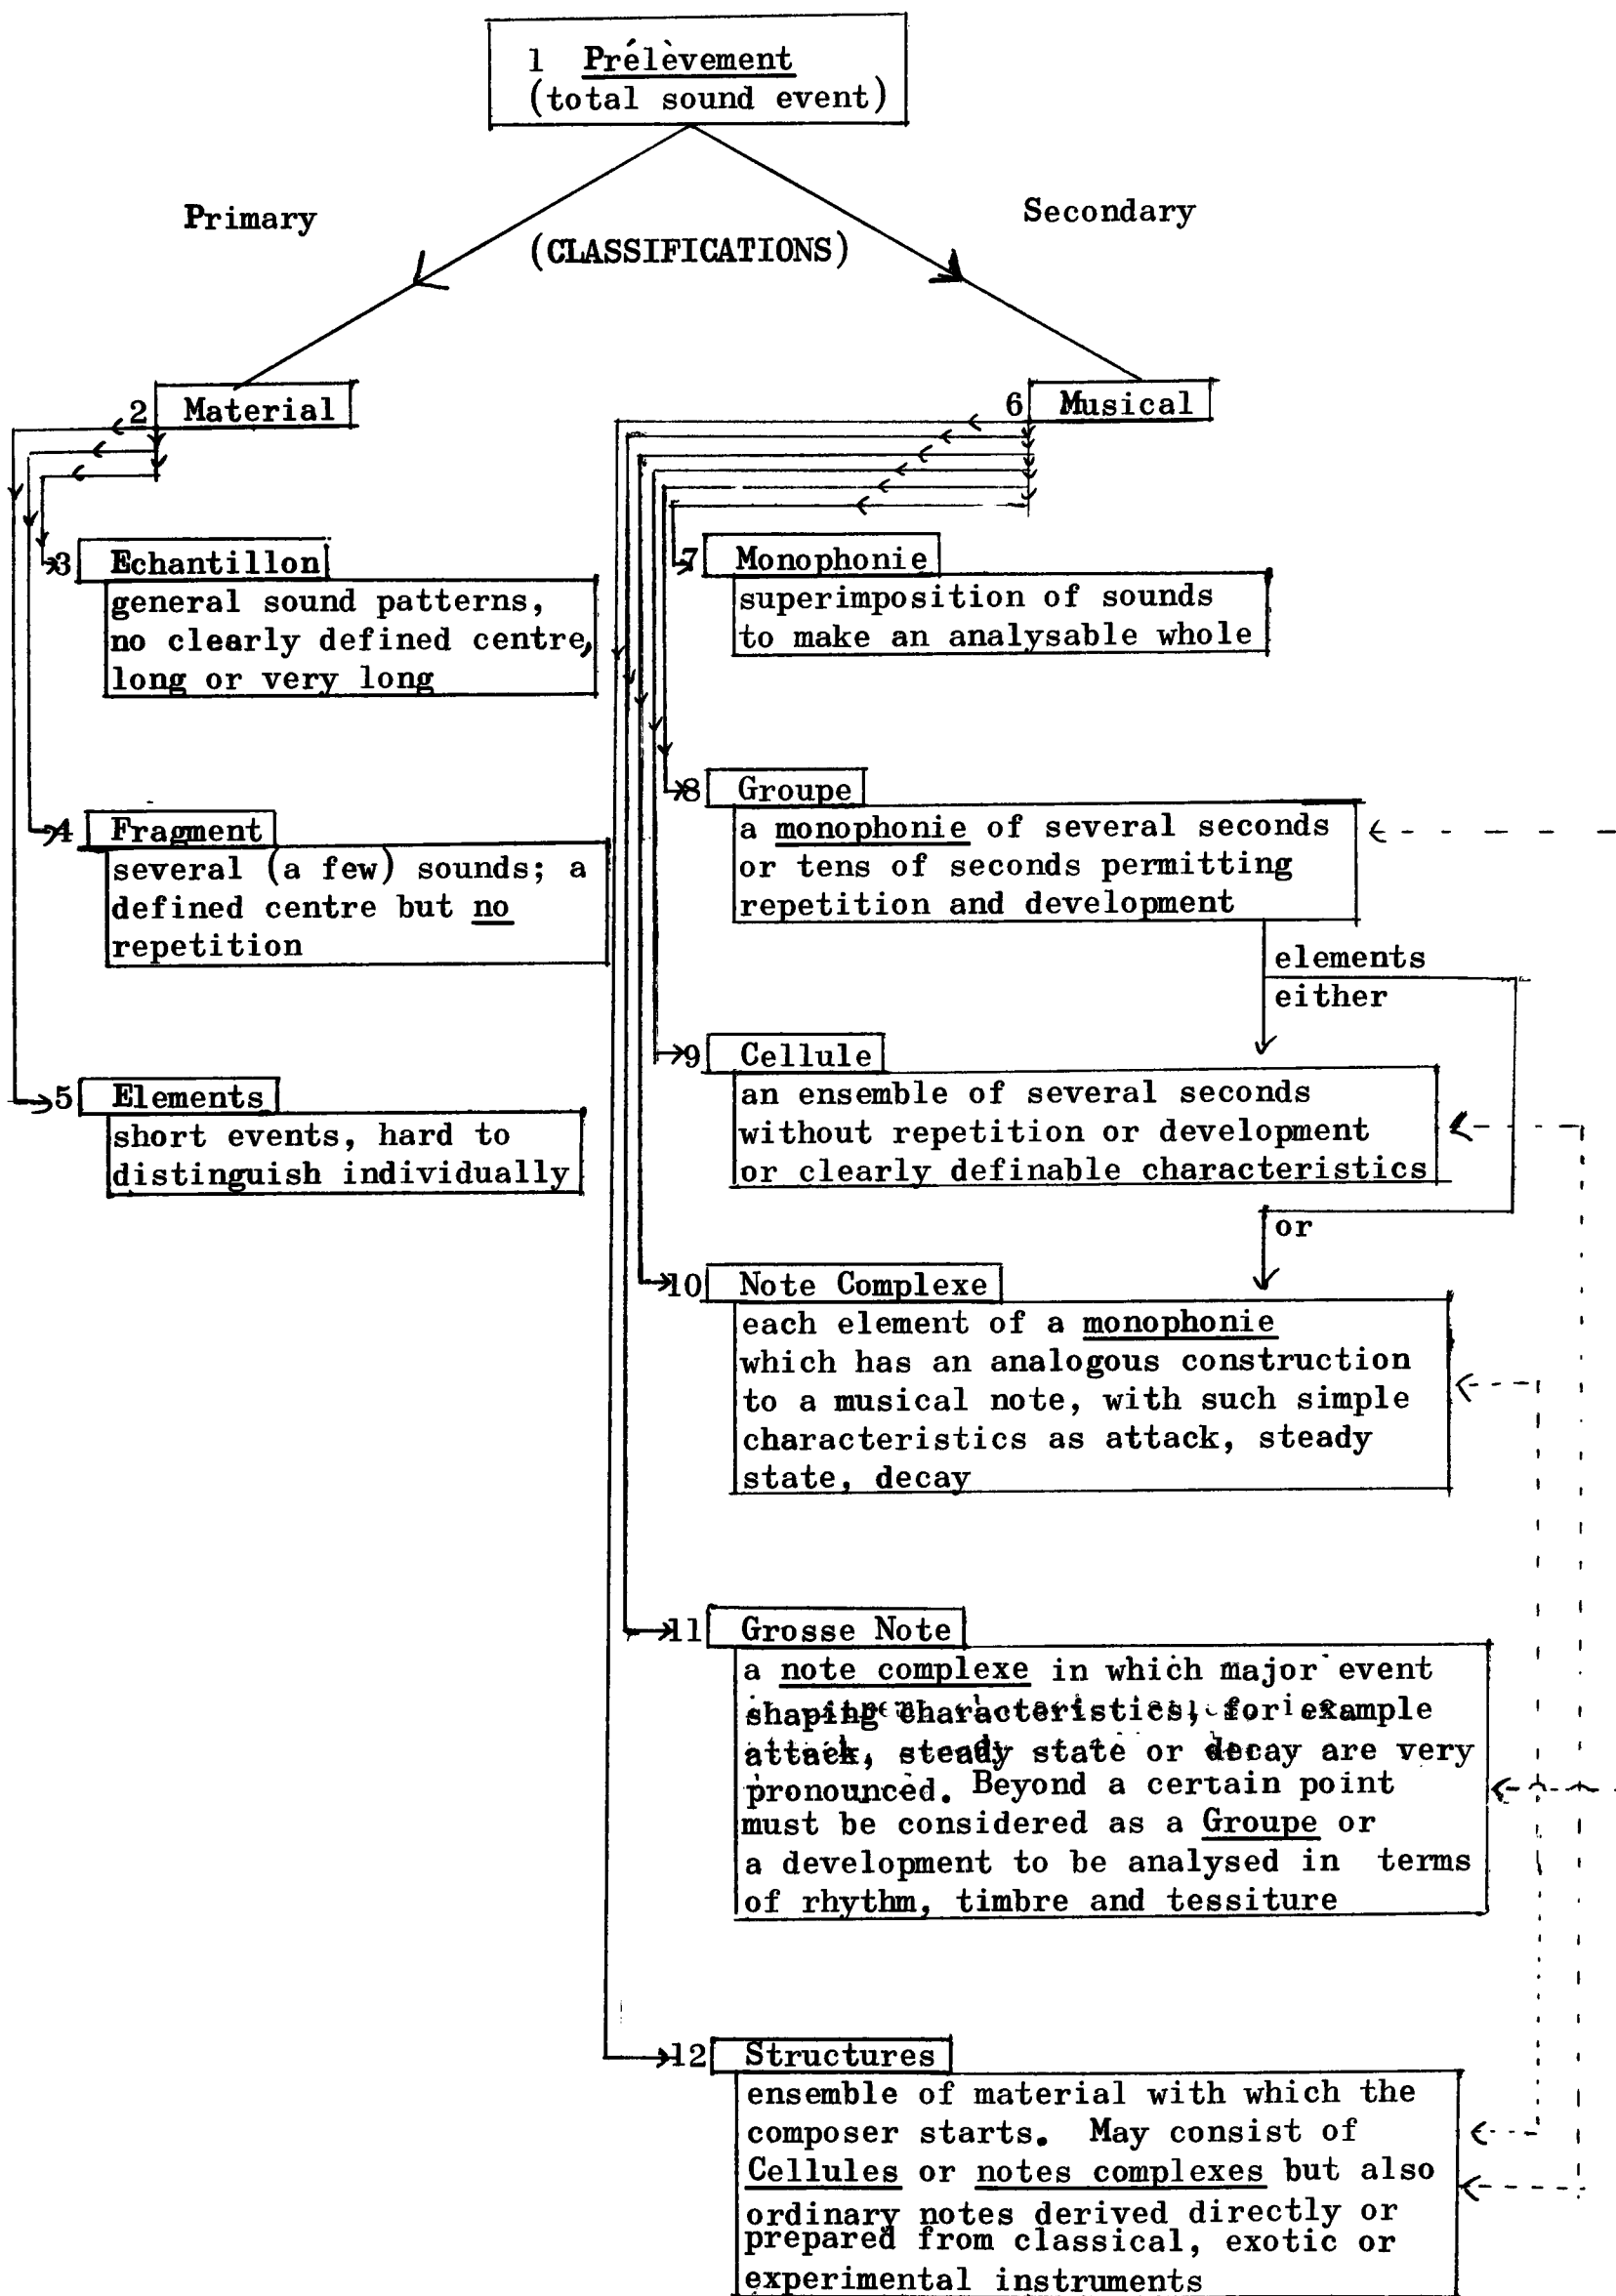 1 Prélèvement
(total sound event)
Primary
Secondary
(CLASSIFICATIONS)
2 Material
3 Echantillon
general sound patterns,
no clearly defined centre,
long or very long
4 Fragment
several (a few) sounds; a
defined centre but no
repetition
5 Elements
short events, hard to
distinguish individually
6 Musical
7 Monophonie
superimposition of sounds
to make an analysable whole
8 Groupe
a monophonie of several seconds
or tens of seconds permitting
repetition and development
elements
either
9 Cellule
an ensemble of several seconds
without repetition or development
or clearly definable characteristics
or
10 Note Complexe
each element of a monophonie
which has an analogous construction
to a musical note, with such simple
characteristics as attack, steady
state, decay
11 Grosse Note
a note complexe in which major event
shaping characteristics, for example
attack, steady state or decay are very
pronounced. Beyond a certain point
must be considered as a Groupe or
a development to be analysed in terms
of rhythm, timbre and tessiture
12 Structures
ensemble of material with which the
composer starts. May consist of
Cellules or notes complexes but also
ordinary notes derived directly or
prepared from classical, exotic or
experimental instruments